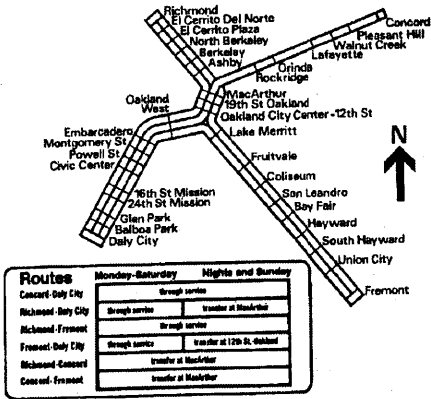 Richmond
El Cerrito Del Norte
El Cerrito Plaza
North Berkeley
Berkeley
Ashby
Concord
Pleasant Hill
Walnut Creek
Lafayette
Orinda
Rockridge
MacArthur
19th St Oakland
Oakland City Center-12th St
Oakland
West
Lake Merritt
Embarcadero
Montgomery St
Powell St
Civic Center
16th St Mission
24th St Mission
Glen Park
Balboa Park
Daly City
Fruitvale
Coliseum
San Leandro
Bay Fair
Hayward
South Hayward
Union City
Fremont
N
Routes Monday-Saturday Nights and Sunday
Concord-Daly City through service
Richmond-Daly City through service transfer at MacArthur
Richmond-Fremont through service
Fremont-Daly City through service transfer at 12th St.-Oakland
Richmond-Concord transfer at MacArthur
Concord-Fremont transfer at MacArthur